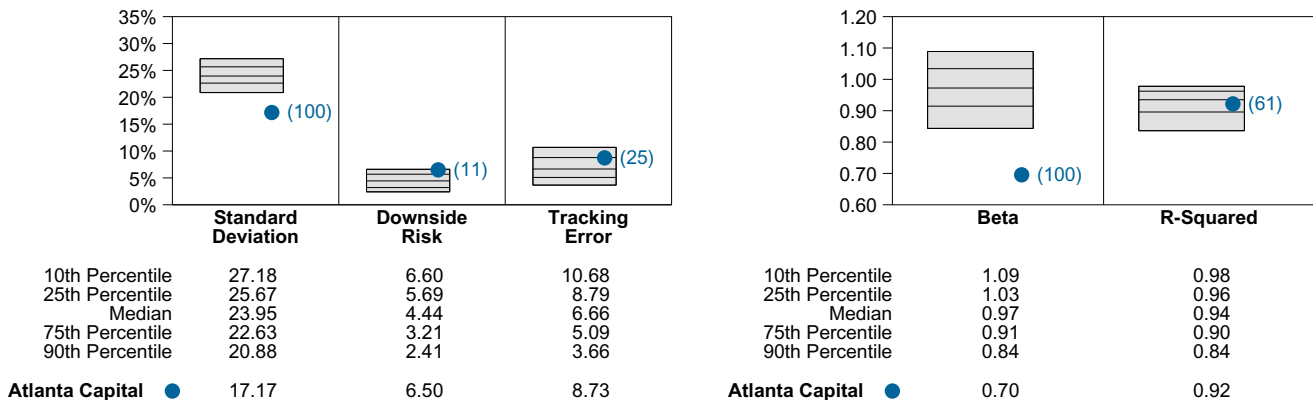 35%
30%
25%
20%
15%
10%
5%
0%
(100)
(11)
(25)
Standard
Deviation
Downside
Risk
Tracking
Error
10th Percentile 27.18 6.60 10.68
25th Percentile 25.67 5.69 8.79
Median 23.95 4.44 6.66
75th Percentile 22.63 3.21 5.09
90th Percentile 20.88 2.41 3.66
Atlanta Capital 17.17 6.50 8.73
1.20
1.10
1.00
0.90
0.80
0.70
0.60
(100)
(61)
Beta R-Squared
10th Percentile 1.09 0.98
25th Percentile 1.03 0.96
Median 0.97 0.94
75th Percentile 0.91 0.90
90th Percentile 0.84 0.84
Atlanta Capital 0.70 0.92